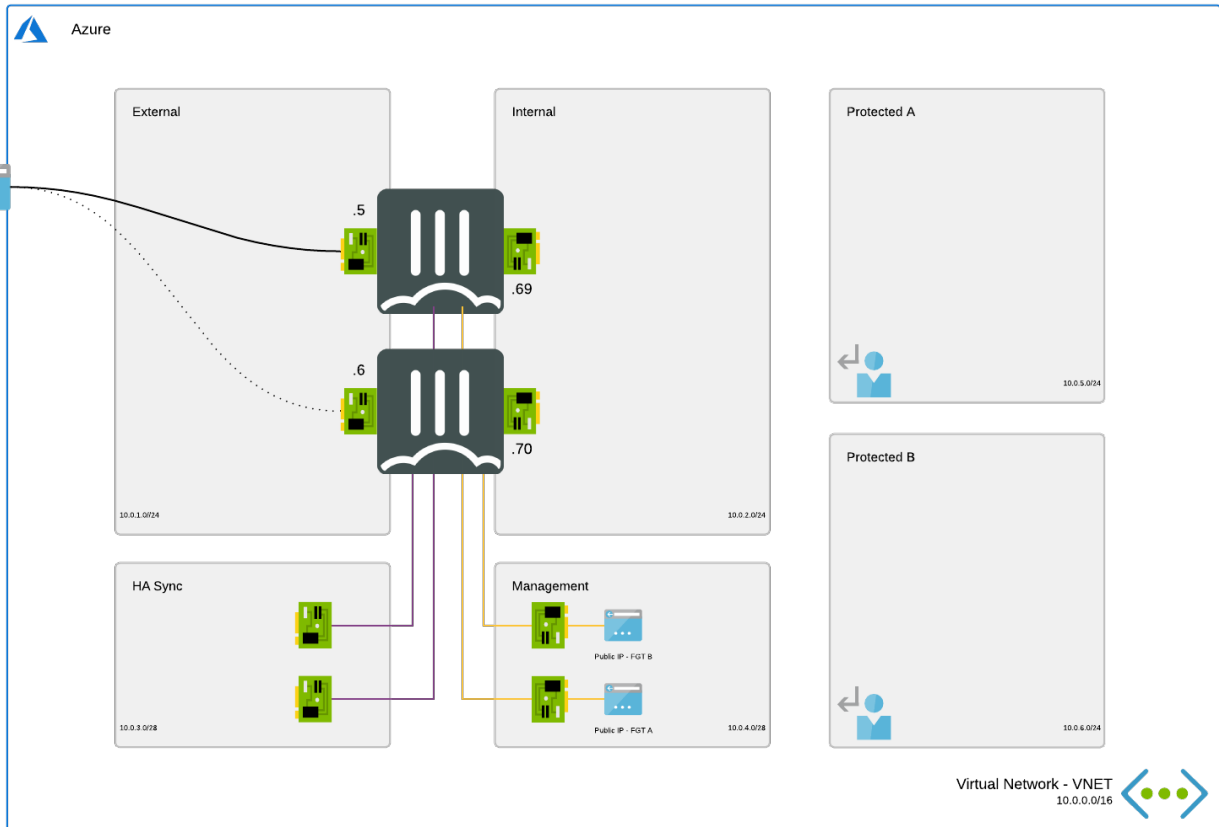 Azure
External
Internal
Protected A
.5
.69
10.0.5.0/24
.6
.70
Protected B
10.0.1.0//24
10.0.2.0/24
HA Sync
Management
Public IP - FGT B
Public IP - FGT A
10.0.3.0/28
10.0.4.0/28
10.0.6.0/24
Virtual Network - VNET
10.0.0.0/16